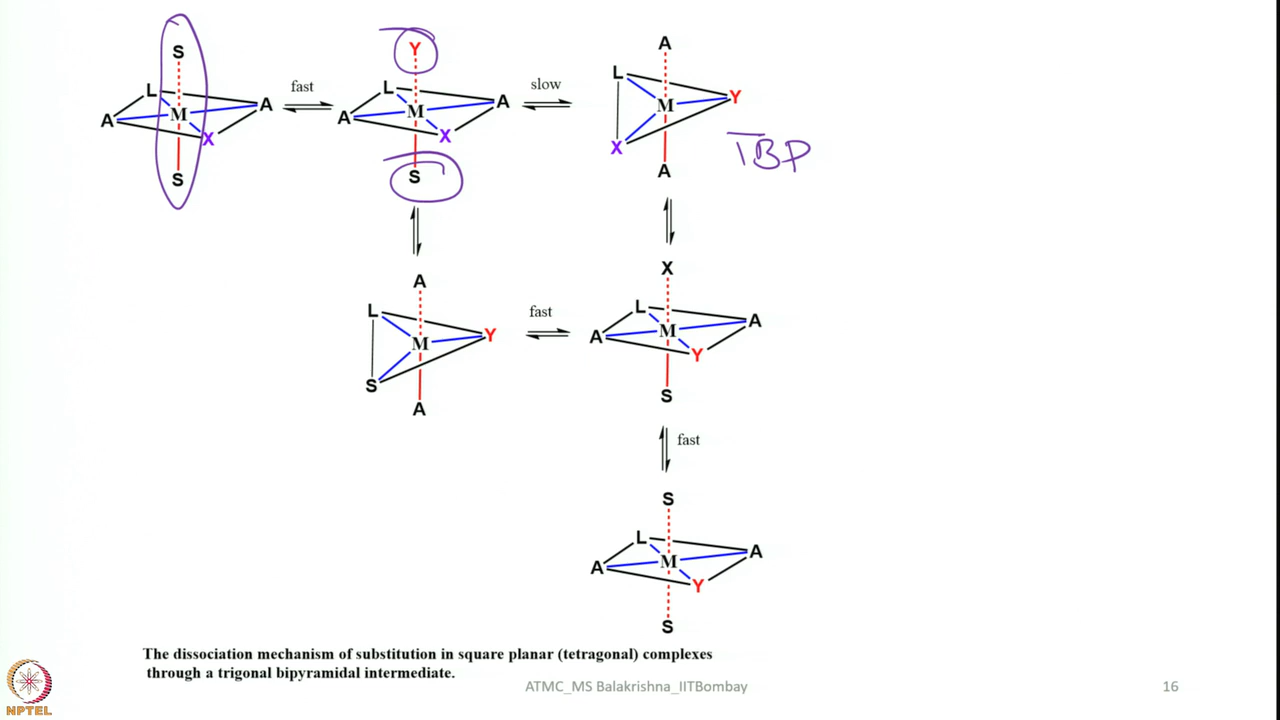 S
L
M
A
A
X
S
fast
Y
L
M
A
A
X
S
slow
A
L
M
Y
X
A
TBP
A
L
M
Y
S
A
fast
X
L
A
M
A
Y
S
fast
S
L
A
M
A
Y
S
The dissociation mechanism of substitution in square planar (tetragonal) complexes
through a trigonal bipyramidal intermediate.
NPTEL
ATMC_MS Balakrishna_IITBombay
16